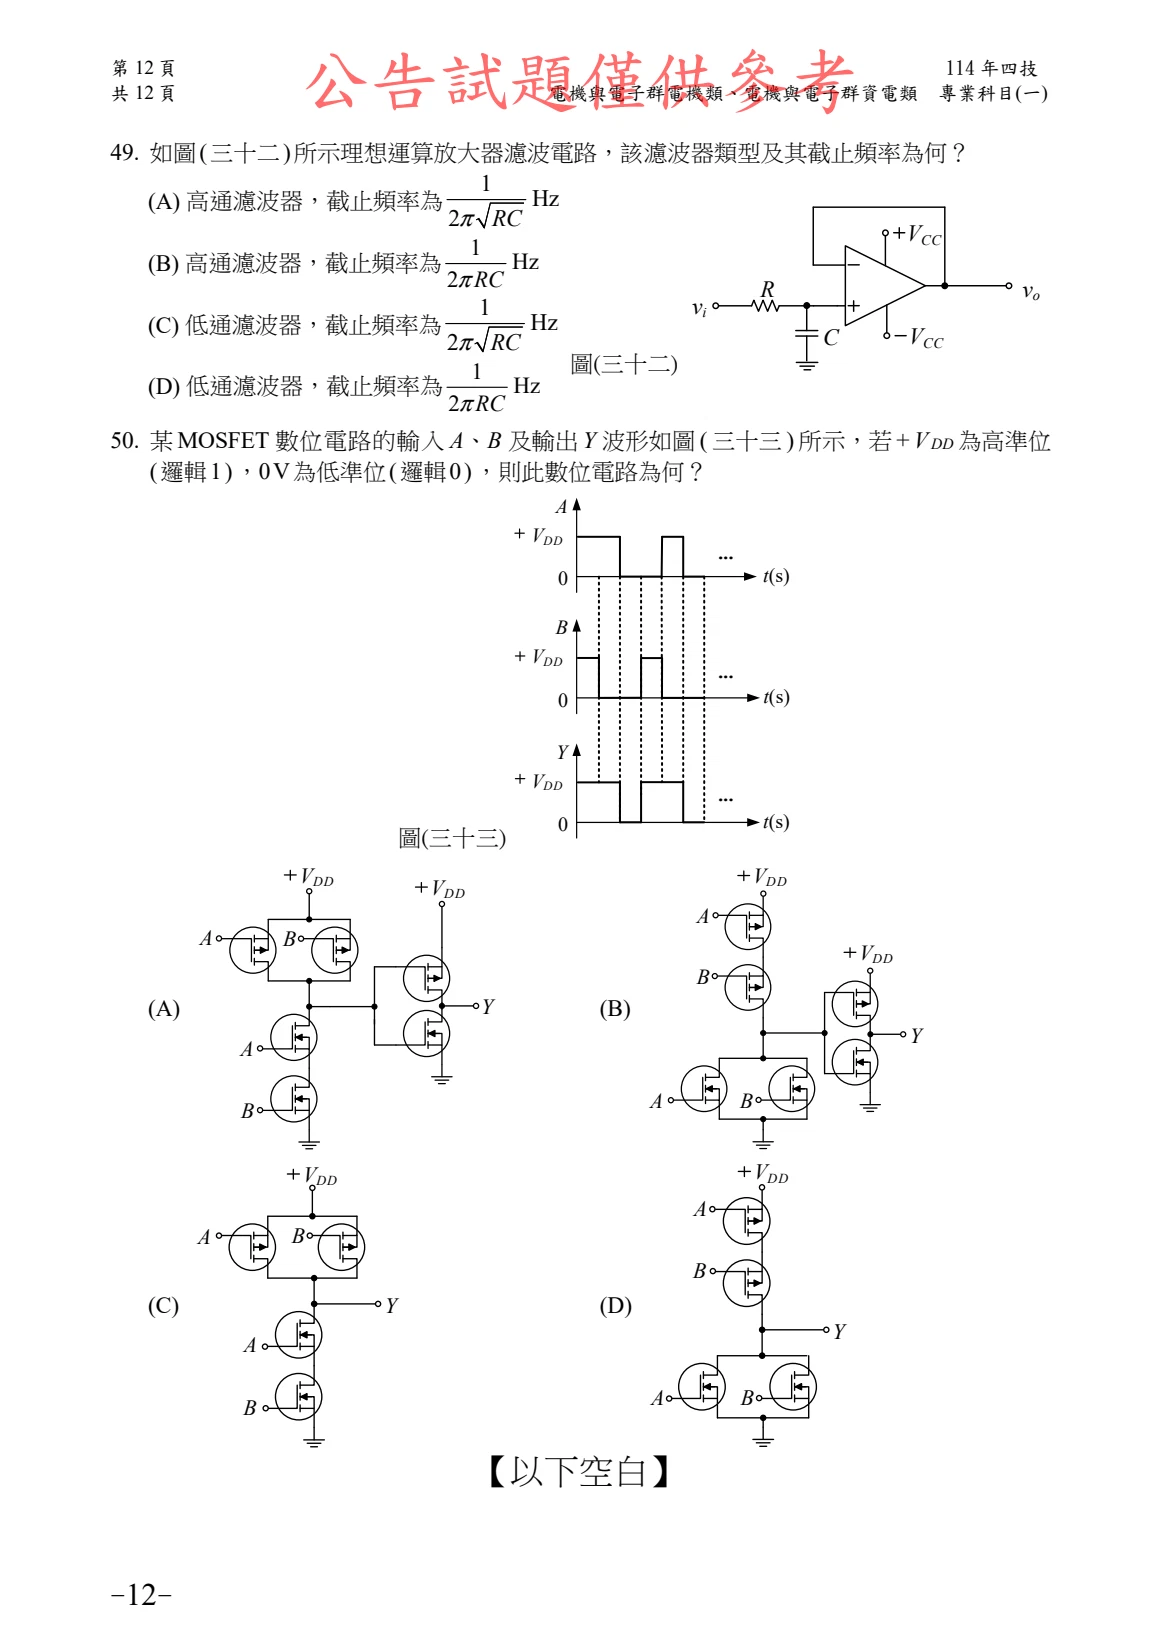 第 12 頁
共 12 頁
公告試題僅供參考
114 年四技
電機與電子群電機類、電機與電子群資電類 專業科目(一)
49. 如圖(三十二)所示理想運算放大器濾波電路,該濾波器類型及其截止頻率為何?
(A) 高通濾波器,截止頻率為 1/(2π√RC) Hz
(B) 高通濾波器,截止頻率為 1/(2πRC) Hz
(C) 低通濾波器,截止頻率為 1/(2π√RC) Hz
(D) 低通濾波器,截止頻率為 1/(2πRC) Hz
+VCC
−
+
R
vi
vo
C
−VCC
圖(三十二)
50. 某 MOSFET 數位電路的輸入 A、B 及輸出 Y 波形如圖(三十三)所示,若+VDD 為高準位
(邏輯1),0V為低準位(邏輯0),則此數位電路為何?
A
+ VDD
...
0
t(s)
B
+ VDD
...
0
t(s)
Y
+ VDD
...
0
t(s)
圖(三十三)
(A)
+VDD
+VDD
A
B
Y
A
B
(B)
+VDD
A
B
+VDD
Y
A
B
(C)
+VDD
A
B
Y
A
B
(D)
+VDD
A
B
Y
A
B
【以下空白】
-12-